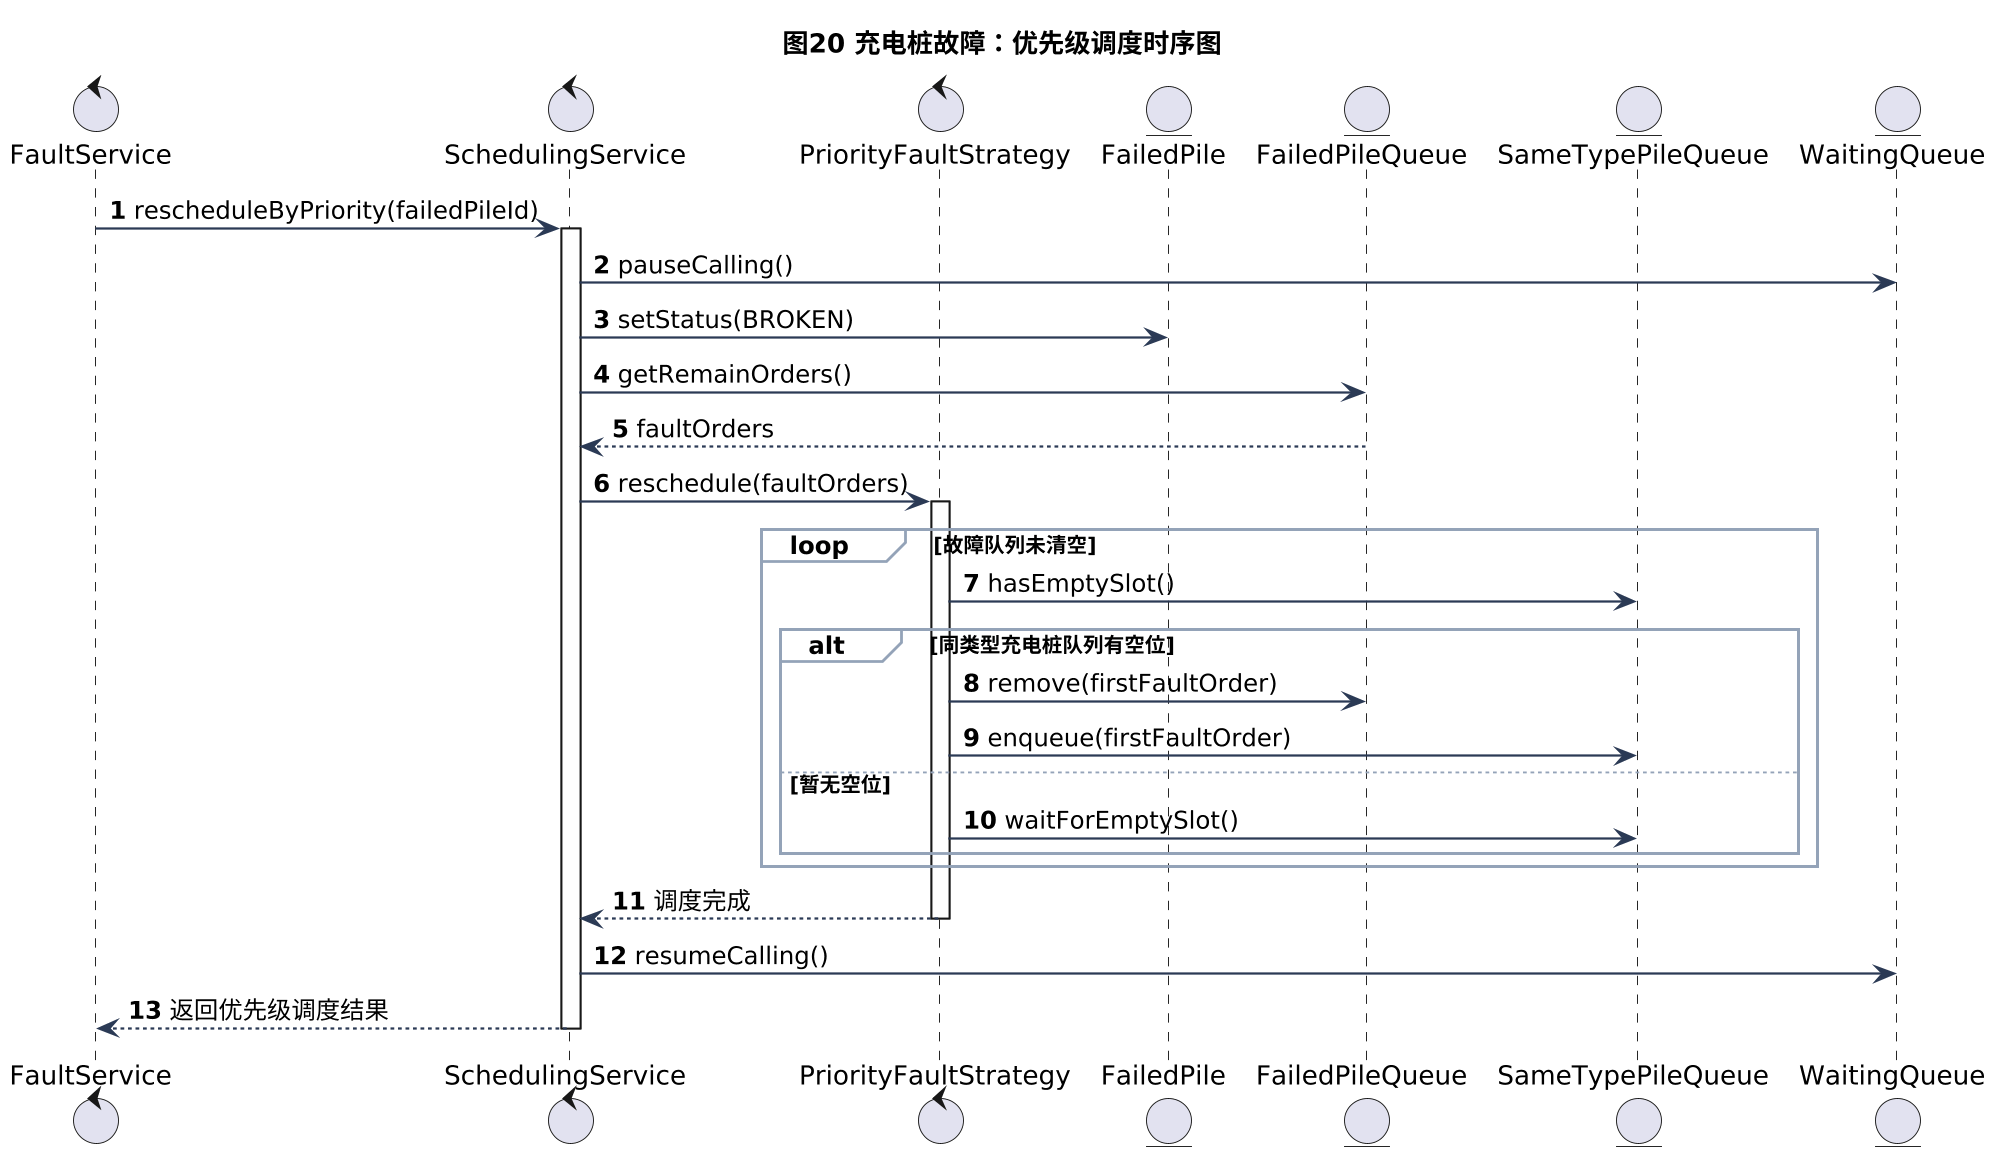 图20 充电桩故障：优先级调度时序图
FaultService
SchedulingService
PriorityFaultStrategy
FailedPile
FailedPileQueue
SameTypePileQueue
WaitingQueue
1 rescheduleByPriority(failedPileId)
2 pauseCalling()
3 setStatus(BROKEN)
4 getRemainOrders()
5 faultOrders
6 reschedule(faultOrders)
loop [故障队列未清空]
7 hasEmptySlot()
alt [同类型充电桩队列有空位]
8 remove(firstFaultOrder)
9 enqueue(firstFaultOrder)
[暂无空位]
10 waitForEmptySlot()
11 调度完成
12 resumeCalling()
13 返回优先级调度结果
FaultService
SchedulingService
PriorityFaultStrategy
FailedPile
FailedPileQueue
SameTypePileQueue
WaitingQueue